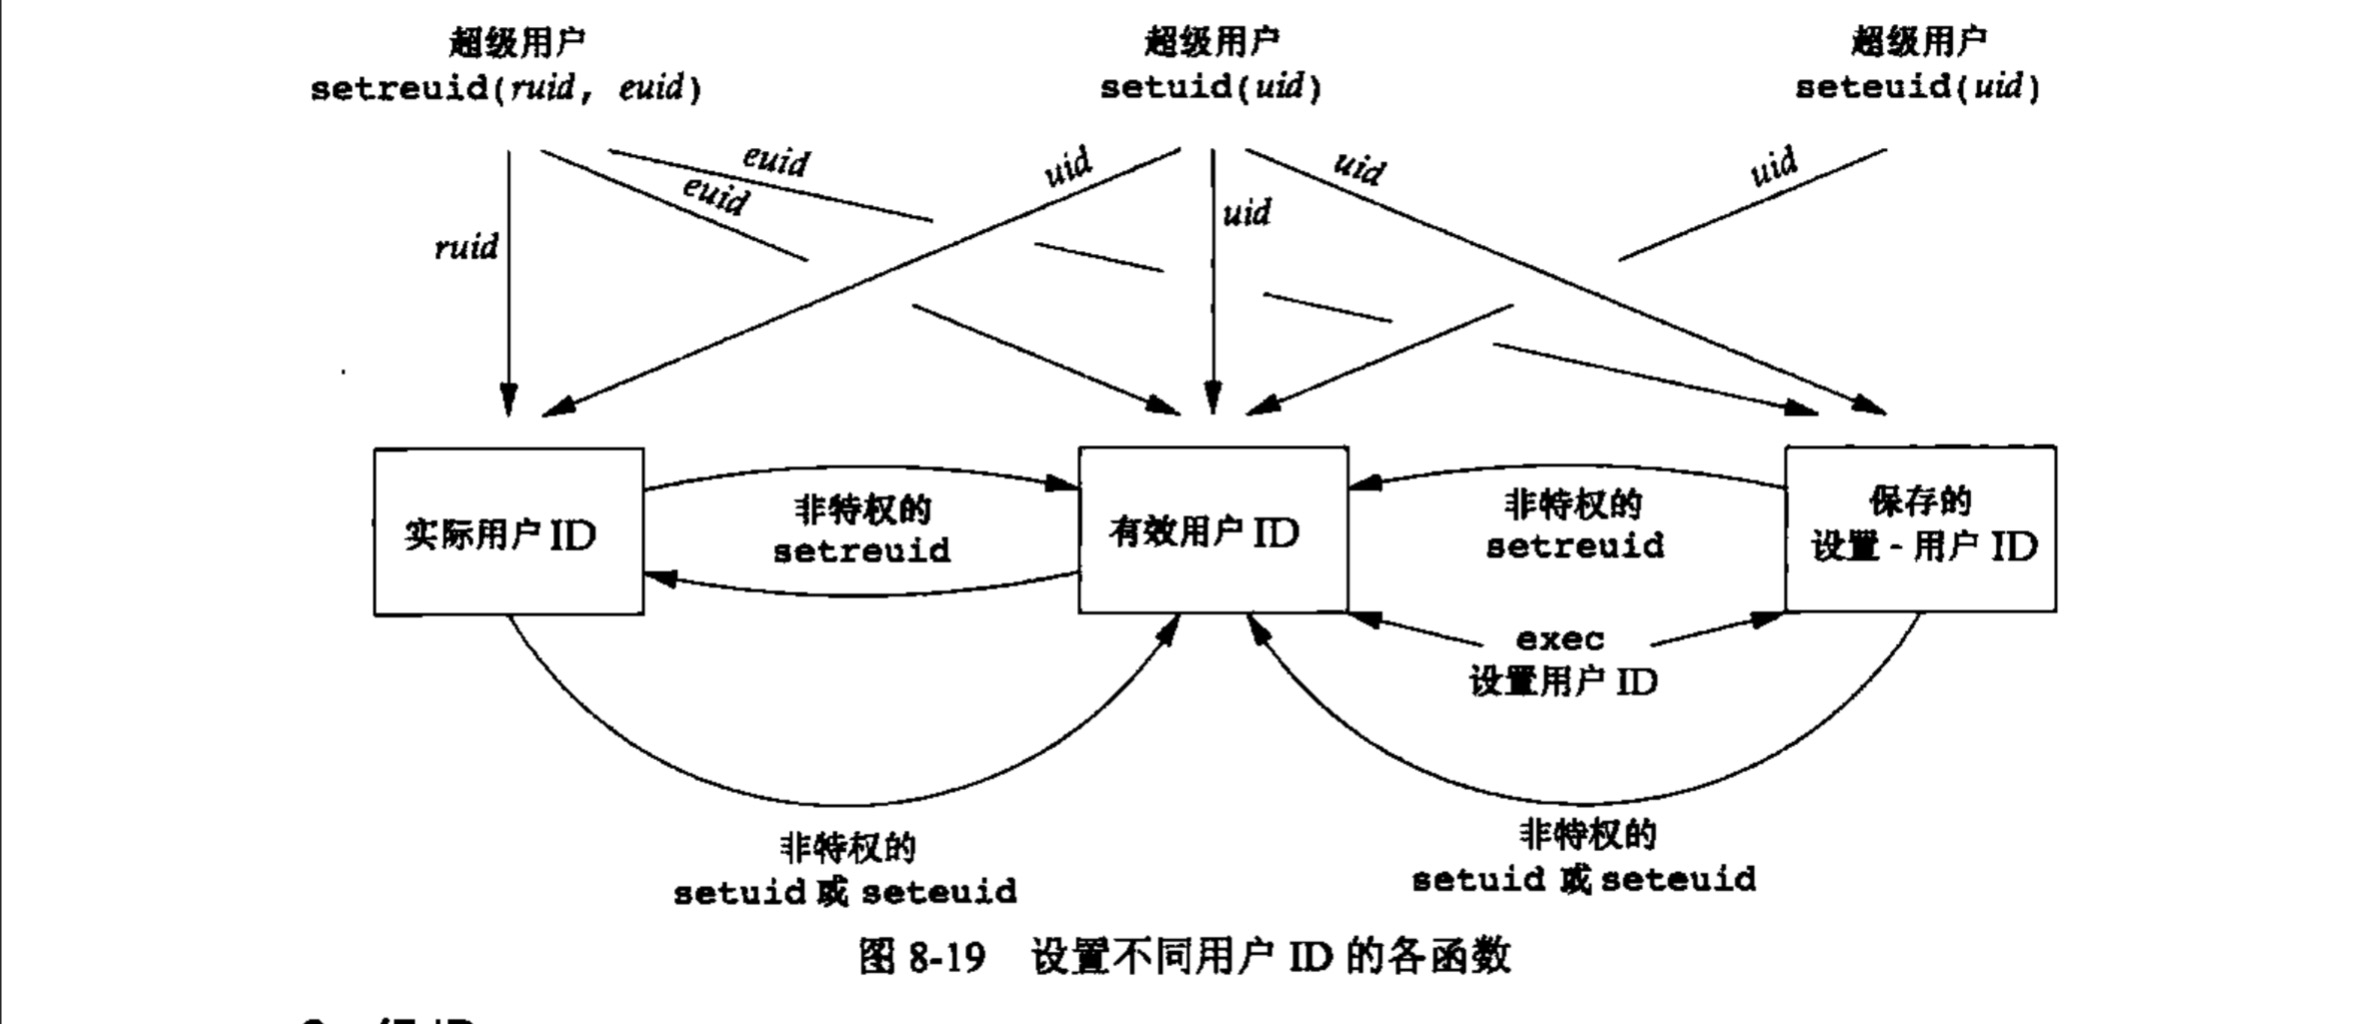 超级用户
setreuid(ruid, euid)
超级用户
setuid(uid)
超级用户
seteuid(uid)
euid
euid
ruid
uid
uid
uid
uid
实际用户 ID
非特权的
setreuid
有效用户 ID
非特权的
setreuid
保存的
设置-用户 ID
exec
设置用户 ID
非特权的
setuid 或 seteuid
非特权的
setuid 或 seteuid
图 8-19 设置不同用户 ID 的各函数